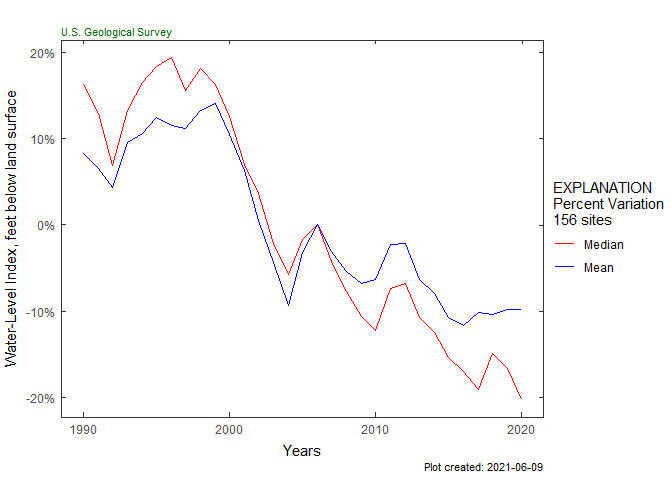 U.S. Geological Survey
Water-Level Index, feet below land surface
20%
10%
0%
-10%
-20%
1990
2000
2010
2020
Years
EXPLANATION
Percent Variation
156 sites
Median
Mean
Plot created: 2021-06-09